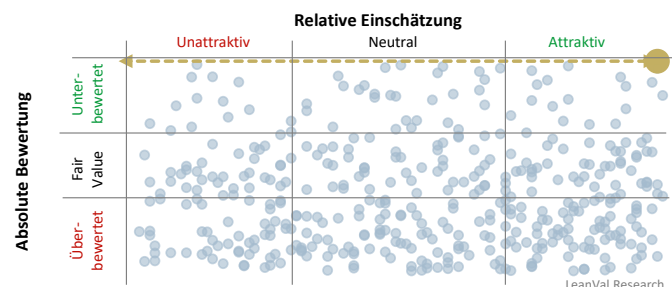 Relative Einschätzung
Unattraktiv
Neutral
Attraktiv
Absolute Bewertung
Unter-
bewertet
Fair
Value
Über-
bewertet
LeanVal Research